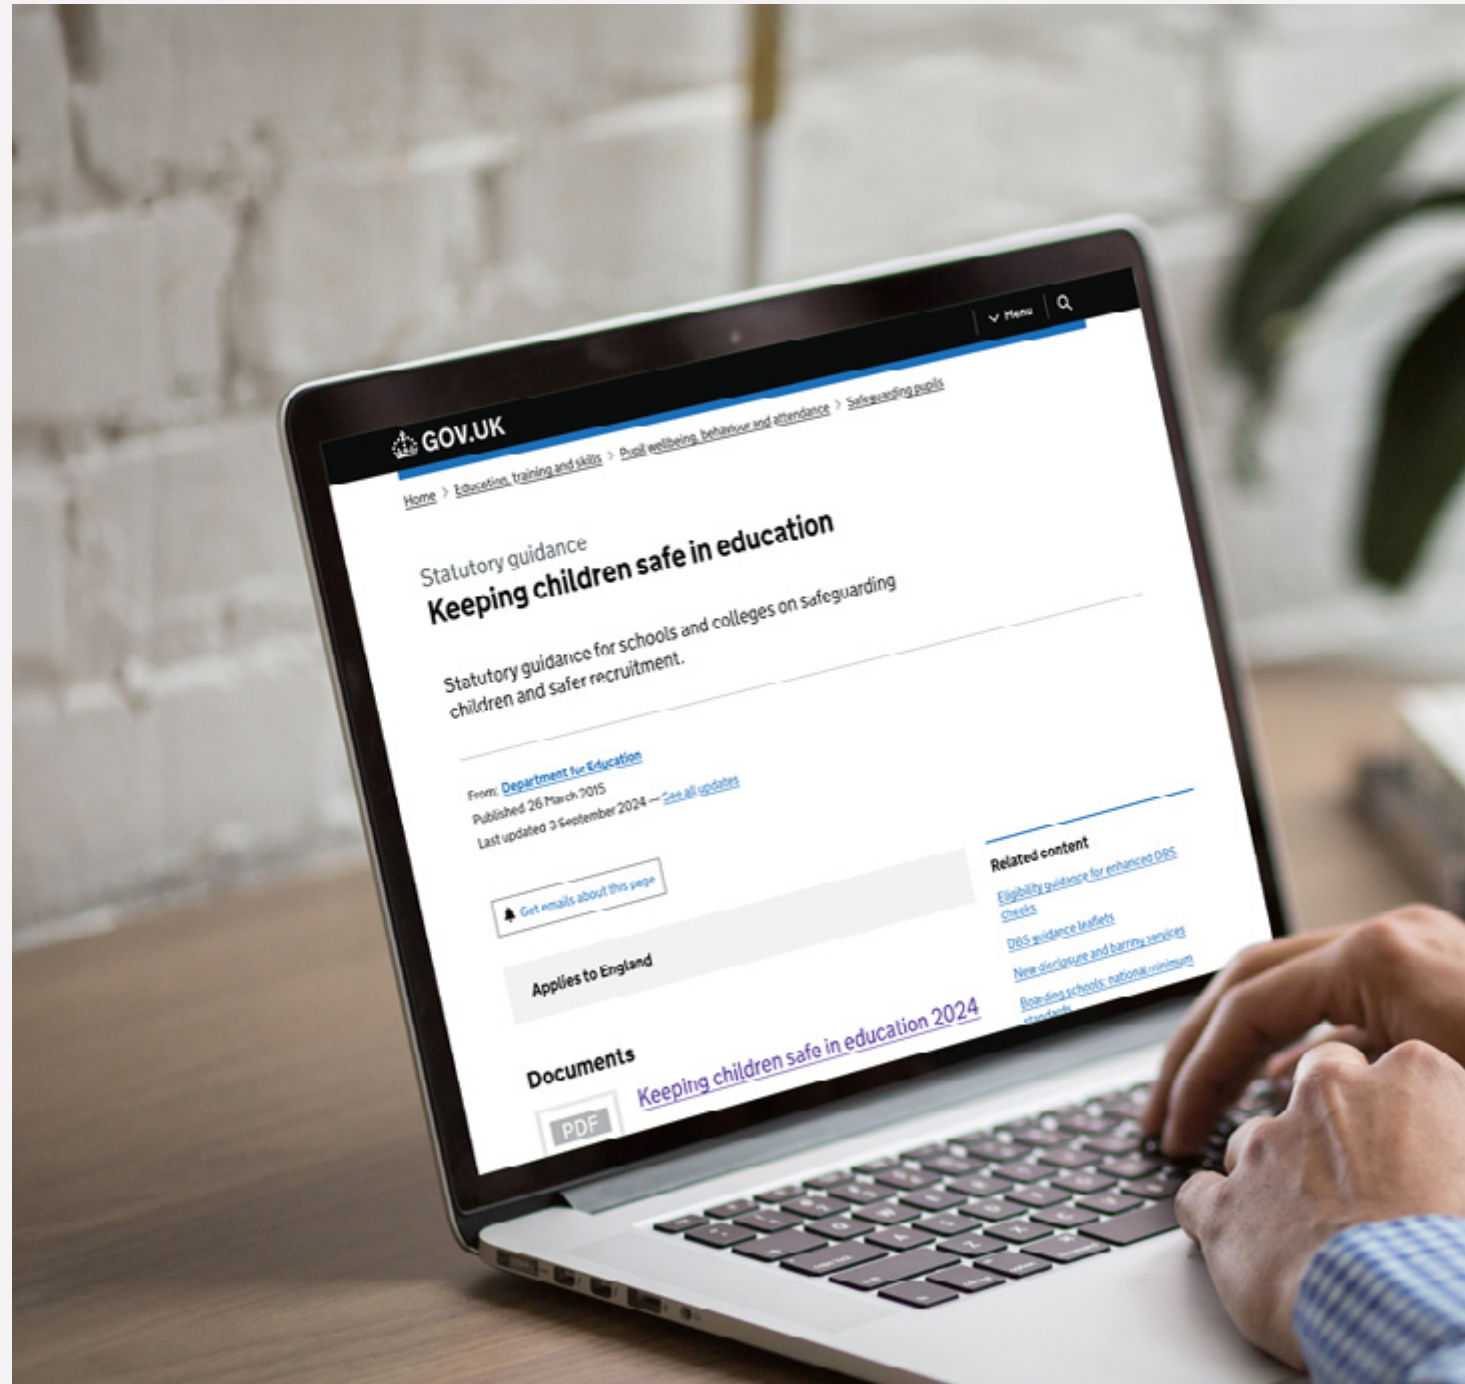 GOV.UK
Menu
Home > Education, training and skills > Pupil wellbeing, behaviour and attendance > Safeguarding pupils
Statutory guidance
Keeping children safe in education
Statutory guidance for schools and colleges on safeguarding
children and safer recruitment.
From: Department for Education
Published 26 March 2015
Last updated 3 September 2024 — See all updates
Get emails about this page
Applies to England
Related content
Eligibility guidance for enhanced DBS
checks
DBS guidance leaflets
New disclosure and barring services
Boarding schools: national minimum
standards
Documents
Keeping children safe in education 2024
PDF